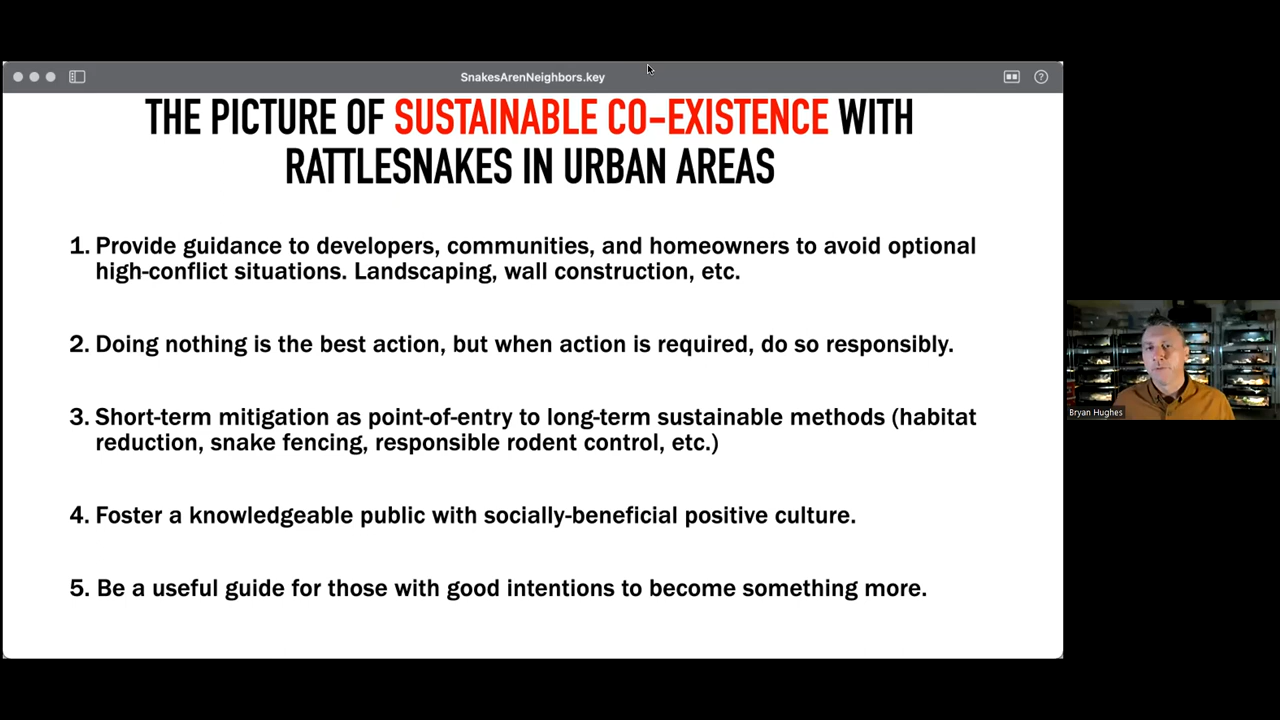 SnakesArenNeighbors.key
?
THE PICTURE OF SUSTAINABLE CO-EXISTENCE WITH
RATTLESNAKES IN URBAN AREAS
1. Provide guidance to developers, communities, and homeowners to avoid optional
high-conflict situations. Landscaping, wall construction, etc.
2. Doing nothing is the best action, but when action is required, do so responsibly.
3. Short-term mitigation as point-of-entry to long-term sustainable methods (habitat
reduction, snake fencing, responsible rodent control, etc.)
4. Foster a knowledgeable public with socially-beneficial positive culture.
5. Be a useful guide for those with good intentions to become something more.
Bryan Hughes